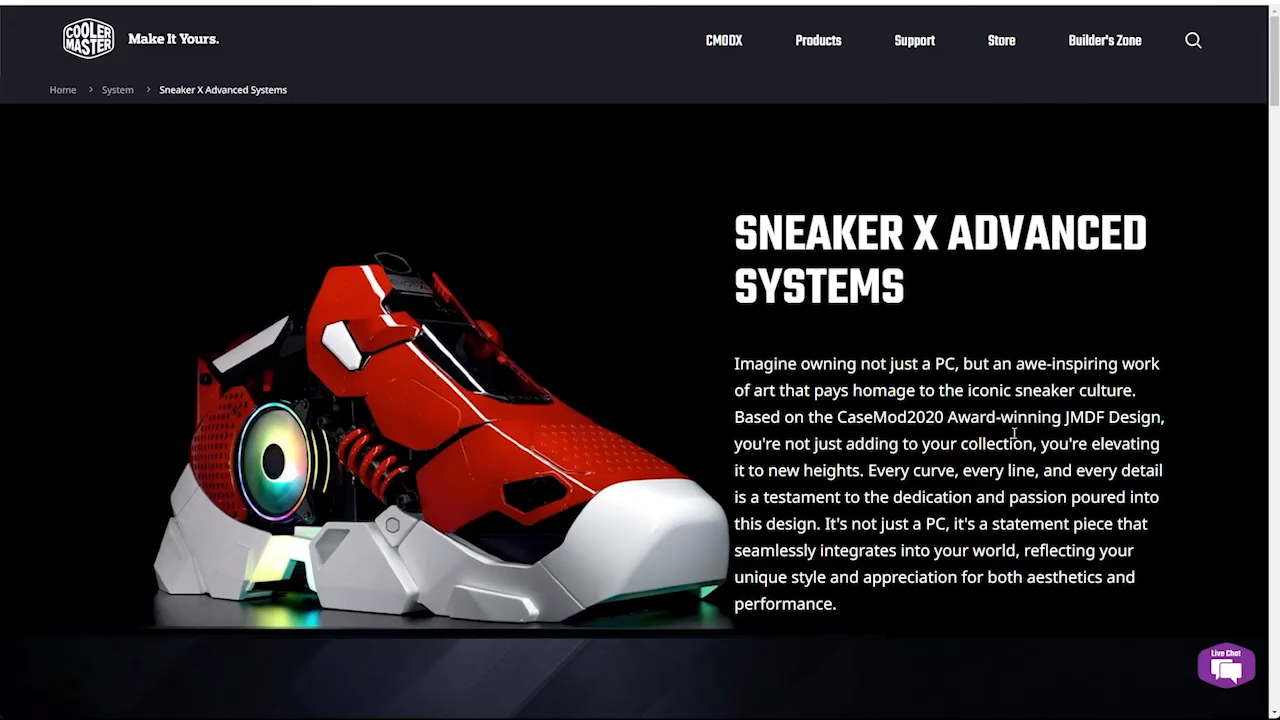 COOLER
MASTER
Make It Yours.
CMODX
Products
Support
Store
Builder's Zone
Home
System
Sneaker X Advanced Systems
SNEAKER X ADVANCED
SYSTEMS
Imagine owning not just a PC, but an awe-inspiring work
of art that pays homage to the iconic sneaker culture.
Based on the CaseMod2020 Award-winning JMDF Design,
you're not just adding to your collection, you're elevating
it to new heights. Every curve, every line, and every detail
is a testament to the dedication and passion poured into
this design. It's not just a PC, it's a statement piece that
seamlessly integrates into your world, reflecting your
unique style and appreciation for both aesthetics and
performance.
Live Chat